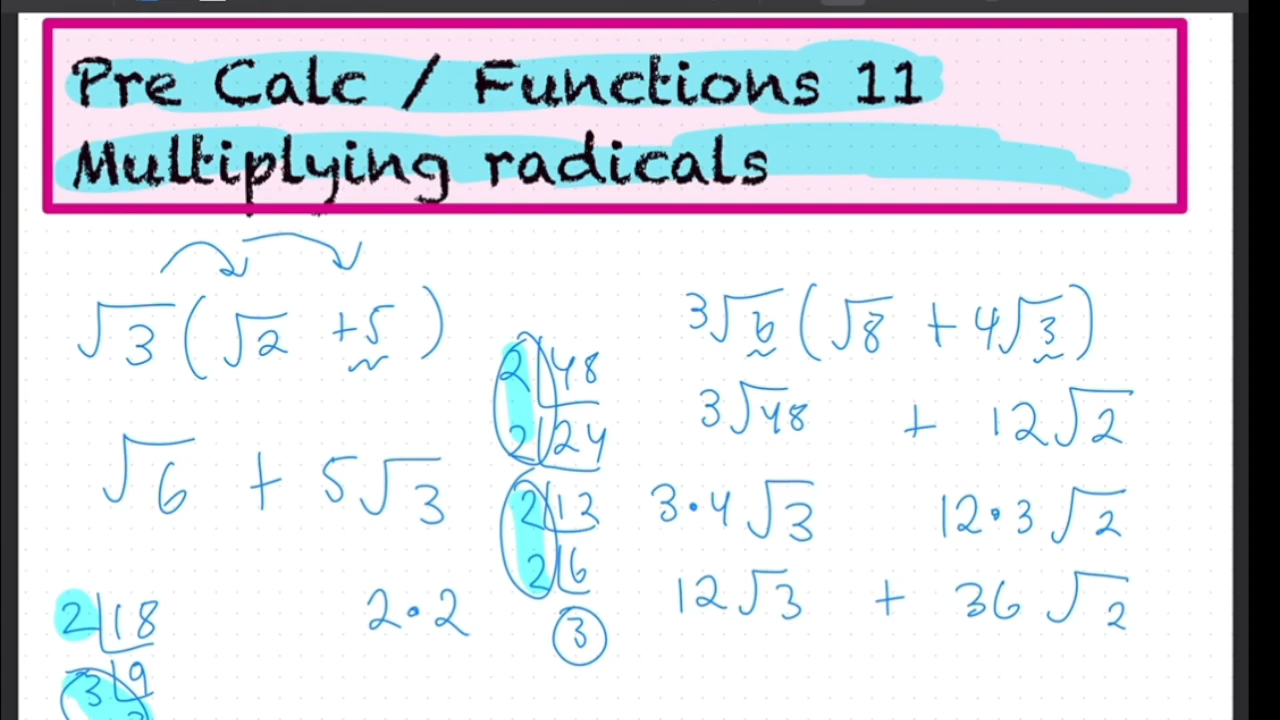 Pre Calc / Functions 11
Multiplying radicals
√3 (√2 + 5)
√6 + 5√3
2 18
3 9
2 · 2
2 48
2 24
2 12
2 6
3
3√6 (√8 + 4√3)
3√48 + 12√2
3·4√3 12·3√2
12√3 + 36√2